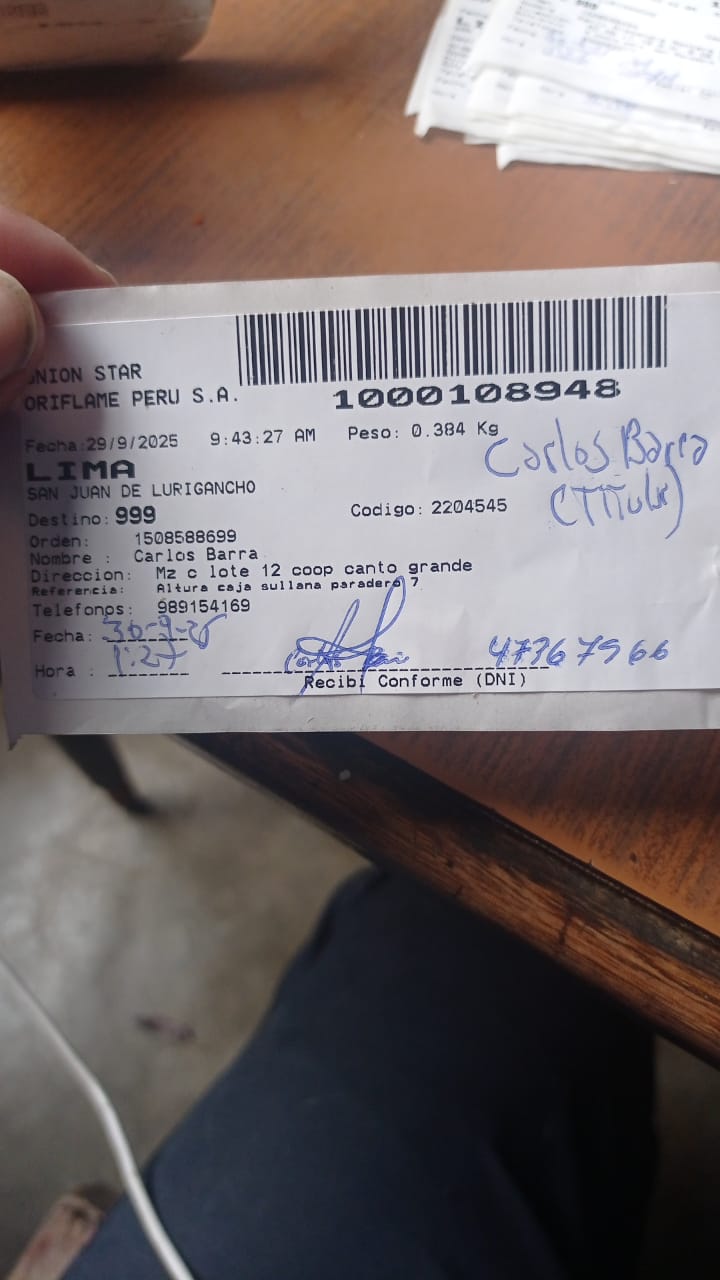 UNION STAR
ORIFLAME PERU S.A.
1000108948
Fecha:29/9/2025 9:43:27 AM Peso: 0.384 Kg
LIMA
SAN JUAN DE LURIGANCHO
Carlos Barra
(Titular)
Destino: 999 Codigo: 2204545
Orden: 1508588699
Nombre : Carlos Barra
Direccion: Mz c lote 12 coop canto grande
Referencia: Altura caja sullana paradero 7
Telefonos: 989154169
Fecha: 30-9-25
Hora : 1:27 47367966
Recibi Conforme (DNI)